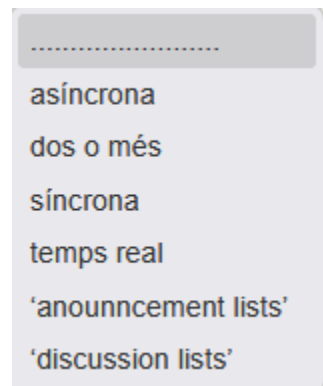 ........................
asíncrona
dos o més
síncrona
temps real
‘anounncement lists’
‘discussion lists’